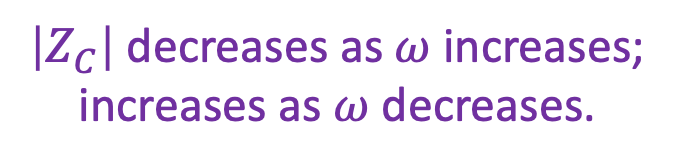 |Z_C| decreases as ω increases;
increases as ω decreases.